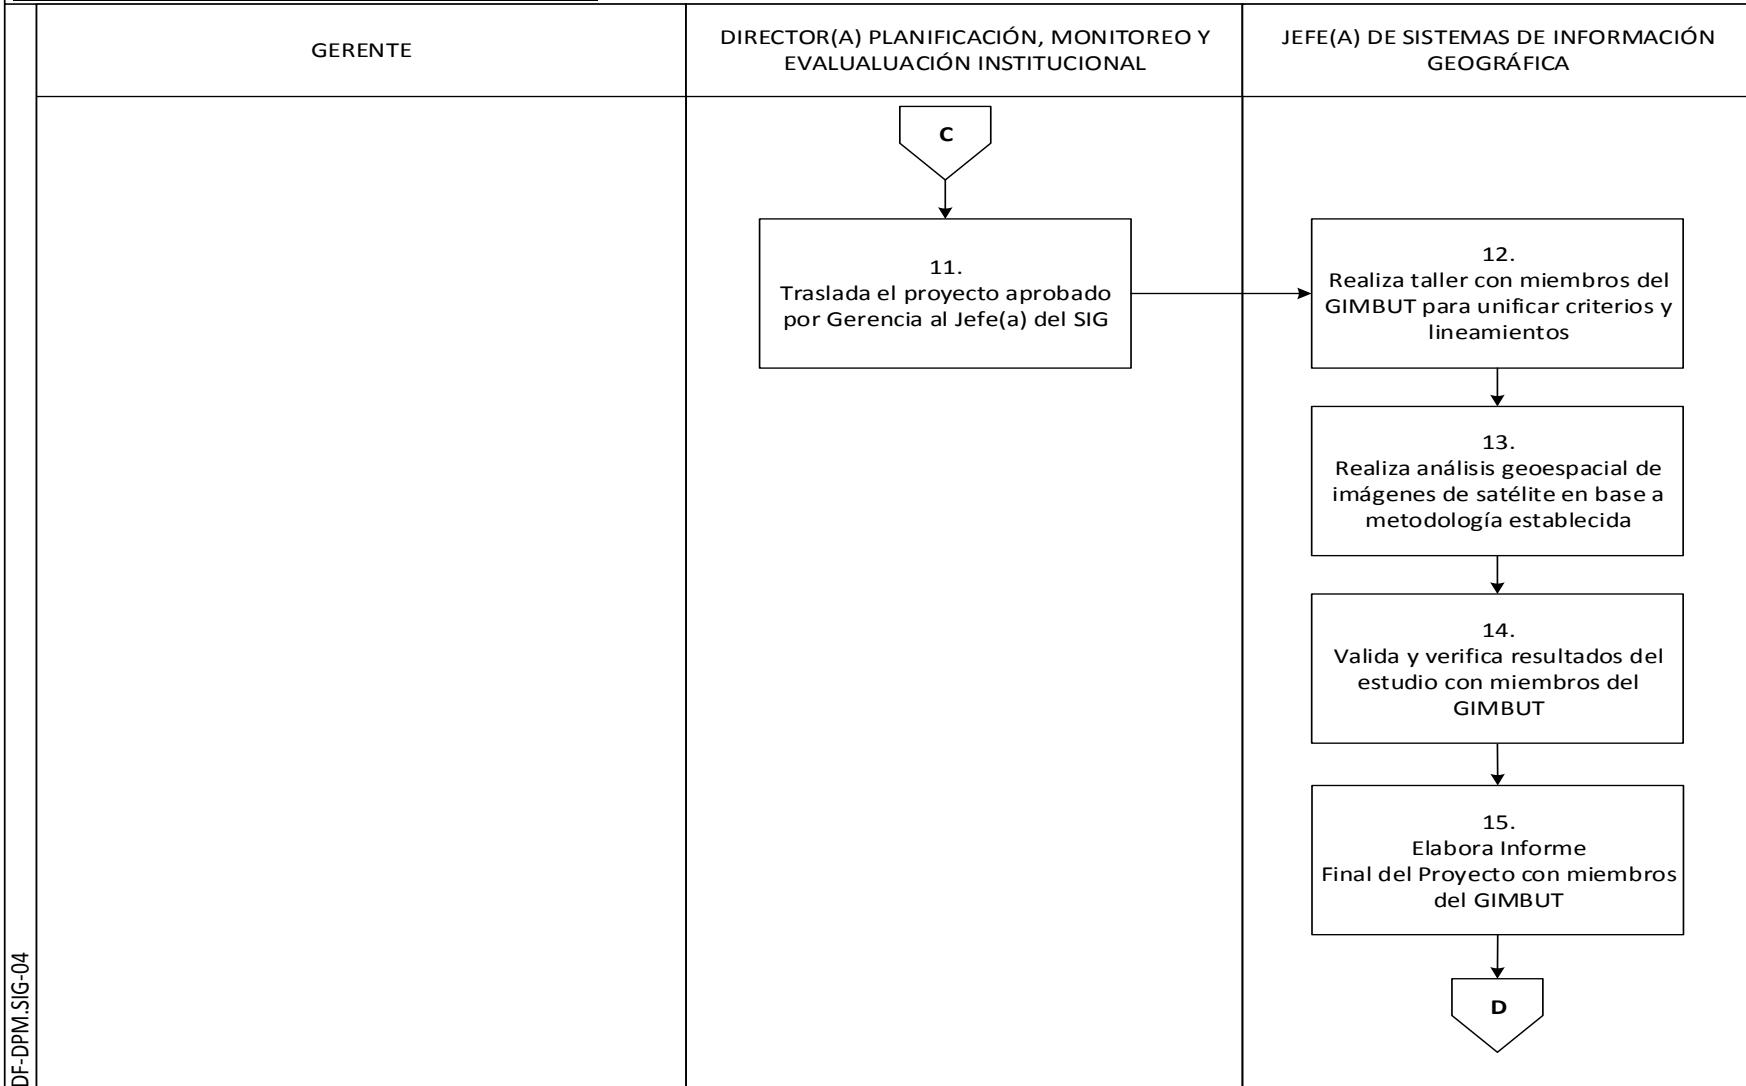 GERENTE
DIRECTOR(A) PLANIFICACIÓN, MONITOREO Y
EVALUALUACIÓN INSTITUCIONAL
JEFE(A) DE SISTEMAS DE INFORMACIÓN
GEOGRÁFICA
C
11.
Traslada el proyecto aprobado
por Gerencia al Jefe(a) del SIG
12.
Realiza taller con miembros del
GIMBUT para unificar criterios y
lineamientos
13.
Realiza análisis geoespacial de
imágenes de satélite en base a
metodología establecida
14.
Valida y verifica resultados del
estudio con miembros del
GIMBUT
15.
Elabora Informe
Final del Proyecto con miembros
del GIMBUT
D
DF-DPM.SIG-04